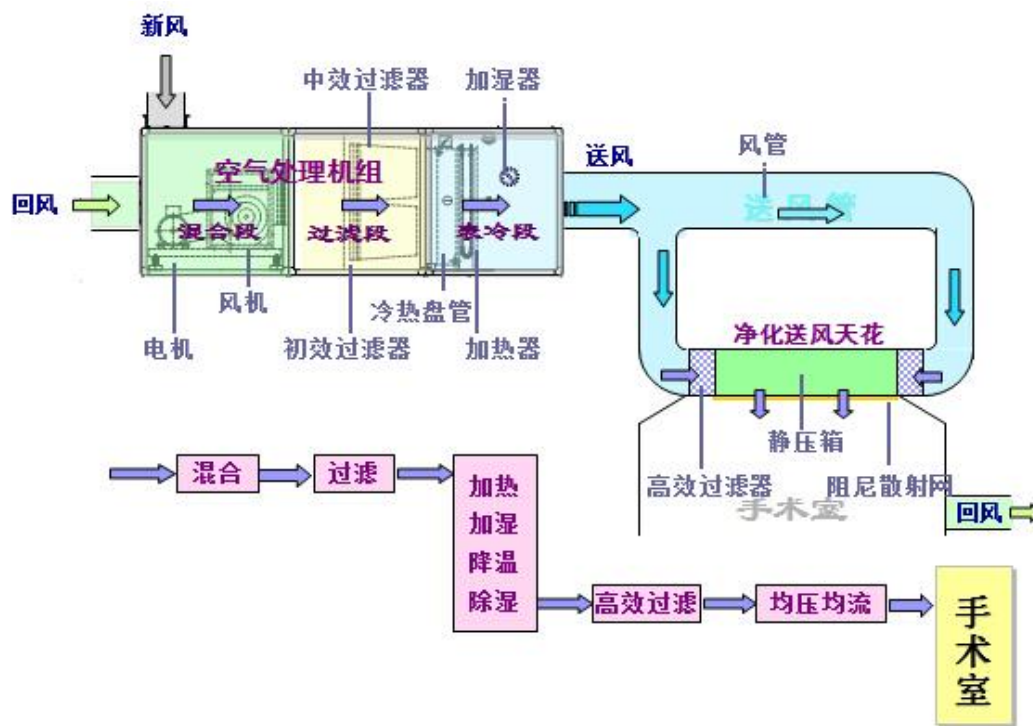 新风
中效过滤器
加湿器
空气处理机组
送风
风管
回风
混合段
过滤段
表冷段
送风管
风机
冷热盘管
电机
初效过滤器
加热器
净化送风天花
静压箱
高效过滤器
阻尼散射网
手术室
回风
混合
过滤
加热
加湿
降温
除湿
高效过滤
均压均流
手术室